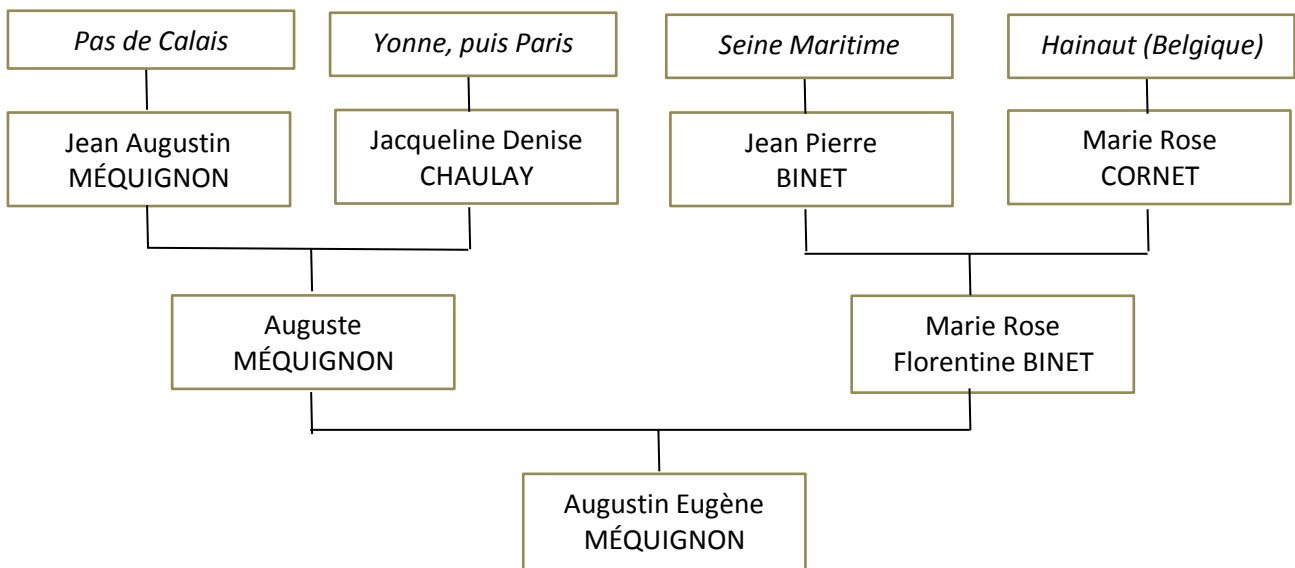 Pas de Calais
Yonne, puis Paris
Seine Maritime
Hainaut (Belgique)
Jean Augustin
MÉQUIGNON
Jacqueline Denise
CHAULAY
Jean Pierre
BINET
Marie Rose
CORNET
Auguste
MÉQUIGNON
Marie Rose
Florentine BINET
Augustin Eugène
MÉQUIGNON